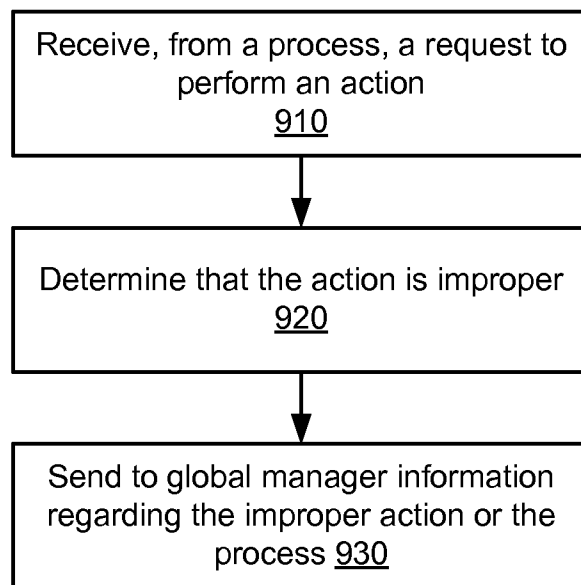 Receive, from a process, a request to
perform an action
910
Determine that the action is improper
920
Send to global manager information
regarding the improper action or the
process 930